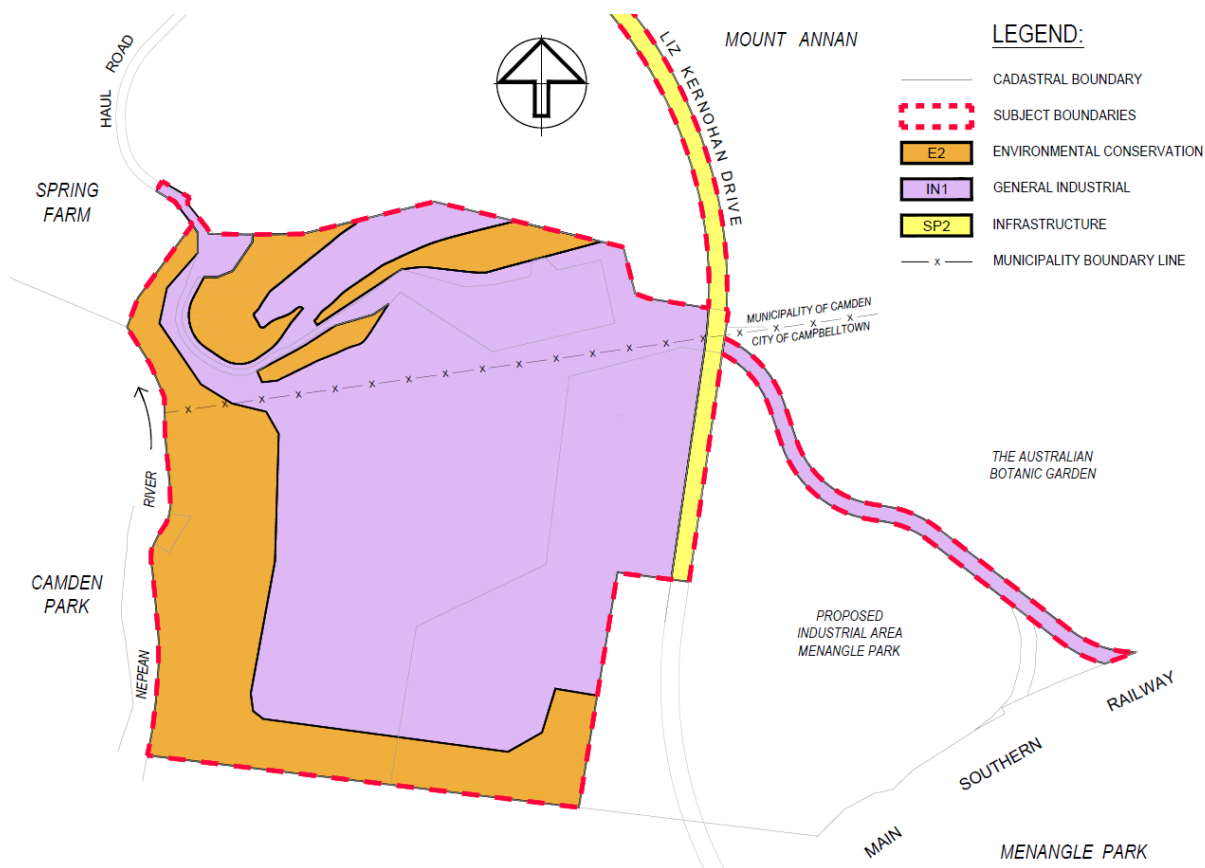 MOUNT ANNAN
LEGEND:
HAUL ROAD
LIZ KERNOHAN DRIVE
CADASTRAL BOUNDARY
SUBJECT BOUNDARIES
E2 ENVIRONMENTAL CONSERVATION
IN1 GENERAL INDUSTRIAL
SP2 INFRASTRUCTURE
x MUNICIPALITY BOUNDARY LINE
SPRING
FARM
MUNICIPALITY OF CAMDEN
x x x x x x x x x x x x x x x x x x
CITY OF CAMPBELLTOWN
THE AUSTRALIAN
BOTANIC GARDEN
NEPEAN RIVER
CAMDEN
PARK
PROPOSED
INDUSTRIAL AREA
MENANGLE PARK
MAIN SOUTHERN RAILWAY
MENANGLE PARK